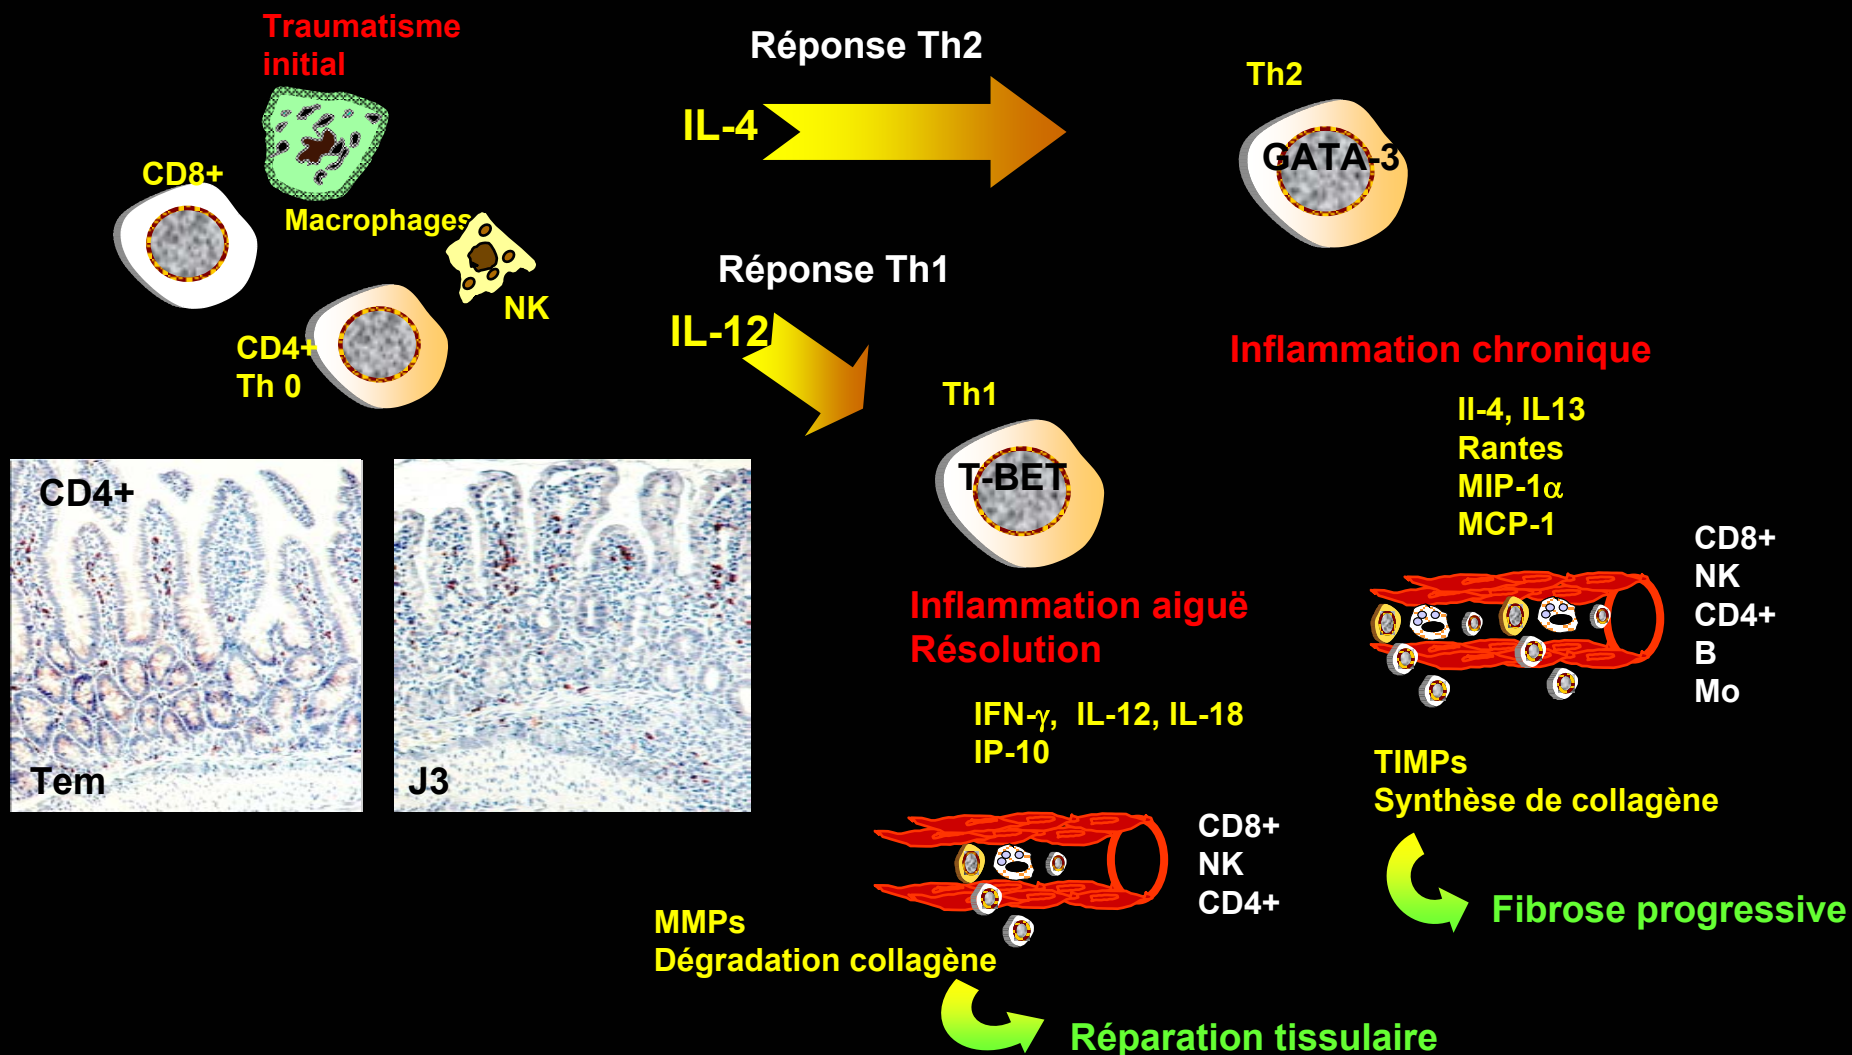 Traumatisme
initial
CD8+
Macrophages
NK
CD4+
Th 0
Réponse Th2
IL-4
Th2
GATA-3
Réponse Th1
IL-12
Th1
T-BET
Inflammation chronique
Il-4, IL13
Rantes
MIP-1α
MCP-1
CD8+
NK
CD4+
B
Mo
TIMPs
Synthèse de collagène
Fibrose progressive
Inflammation aiguë
Résolution
IFN-γ, IL-12, IL-18
IP-10
CD8+
NK
CD4+
MMPs
Dégradation collagène
Réparation tissulaire
CD4+
Tem
J3